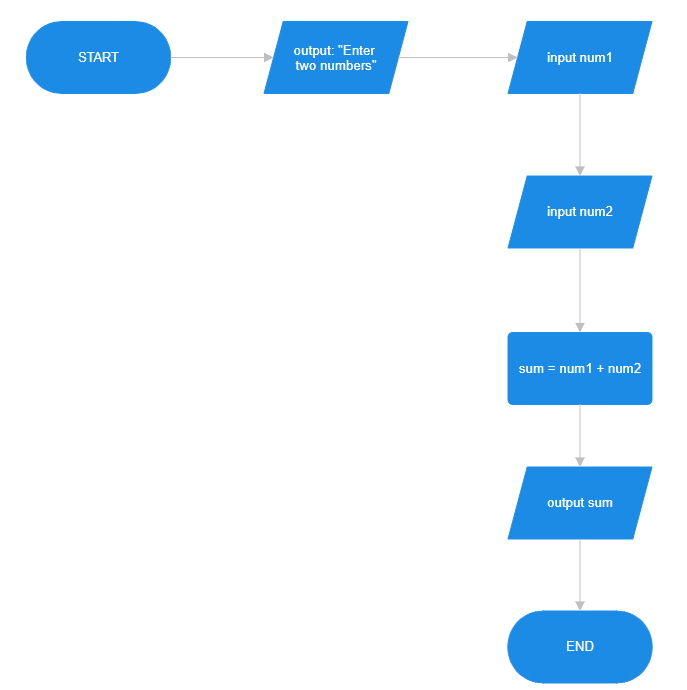 START
output: "Enter
two numbers"
input num1
input num2
sum = num1 + num2
output sum
END